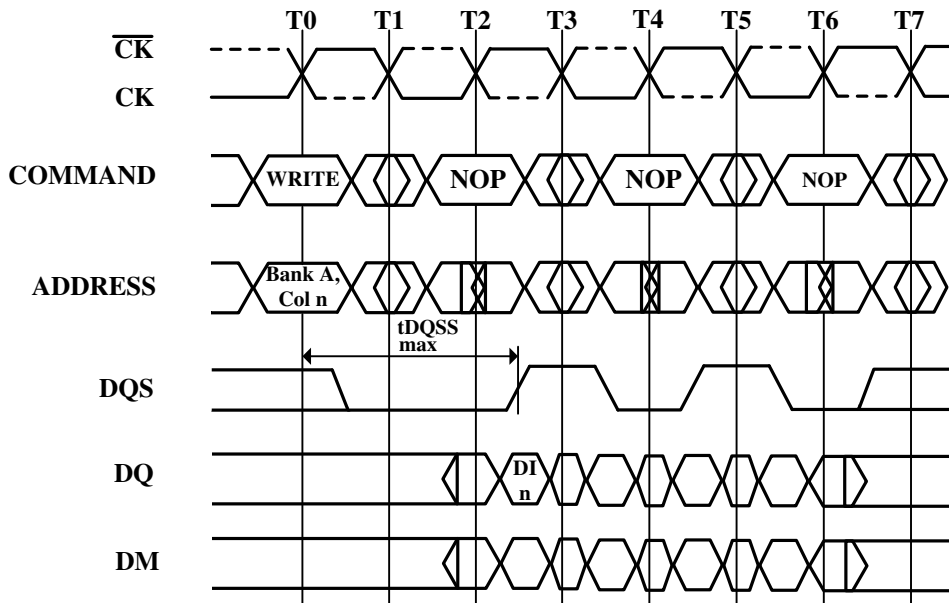 T0 T1 T2 T3 T4 T5 T6 T7
CK
CK
COMMAND WRITE NOP NOP NOP
ADDRESS Bank A,
Col n
tDQSS
max
DQS
DQ DI
n
DM